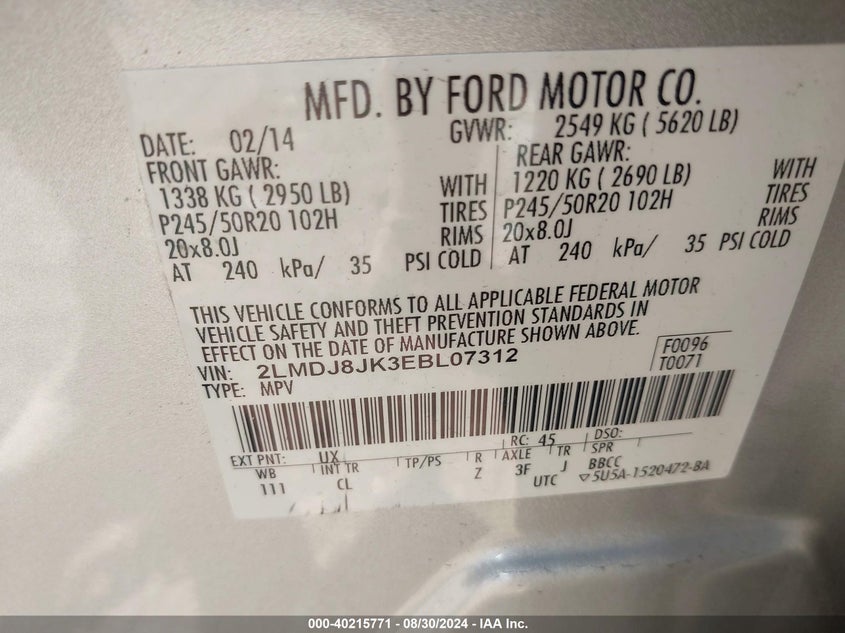 MFD. BY FORD MOTOR CO.
DATE: 02/14 GVWR: 2549 KG ( 5620 LB)
FRONT GAWR: REAR GAWR:
1338 KG ( 2950 LB) WITH 1220 KG ( 2690 LB) WITH
P245/50R20 102H TIRES P245/50R20 102H TIRES
20x8.0J RIMS 20x8.0J RIMS
AT 240 kPa/ 35 PSI COLD AT 240 kPa/ 35 PSI COLD
THIS VEHICLE CONFORMS TO ALL APPLICABLE FEDERAL MOTOR
VEHICLE SAFETY AND THEFT PREVENTION STANDARDS IN
EFFECT ON THE DATE OF MANUFACTURE SHOWN ABOVE.
VIN: 2LMDJ8JK3EBL07312 F0096
TYPE: MPV T0071
EXT PNT: UX RC: 45 DSO:
WB INT TR TP/PS R AXLE TR SPR
111 CL Z 3F J BBCC
UTC ▽5U5A-1520472-BA
000-40215771 - 08/30/2024 - IAA Inc.